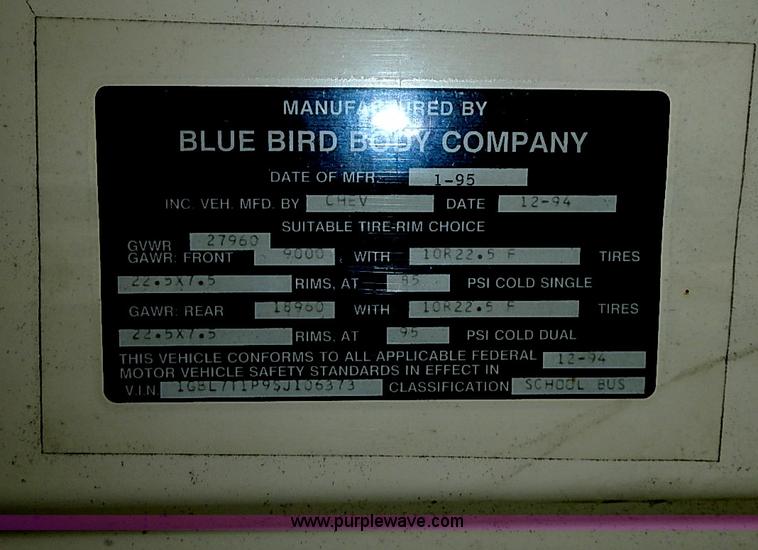 MANUFACTURED BY
BLUE BIRD BODY COMPANY
DATE OF MFR. 1-95
INC. VEH. MFD. BY CHEV DATE 12-94
SUITABLE TIRE-RIM CHOICE
GVWR 27960
GAWR: FRONT 9000 WITH 10R22.5 F TIRES
22.5X7.5 RIMS, AT 85 PSI COLD SINGLE
GAWR: REAR 18960 WITH 10R22.5 F TIRES
22.5X7.5 RIMS, AT 95 PSI COLD DUAL
THIS VEHICLE CONFORMS TO ALL APPLICABLE FEDERAL 12-94
MOTOR VEHICLE SAFETY STANDARDS IN EFFECT IN
V.I.N. 1GBL7T1P9SJ106373 CLASSIFICATION SCHOOL BUS
www.purplewave.com